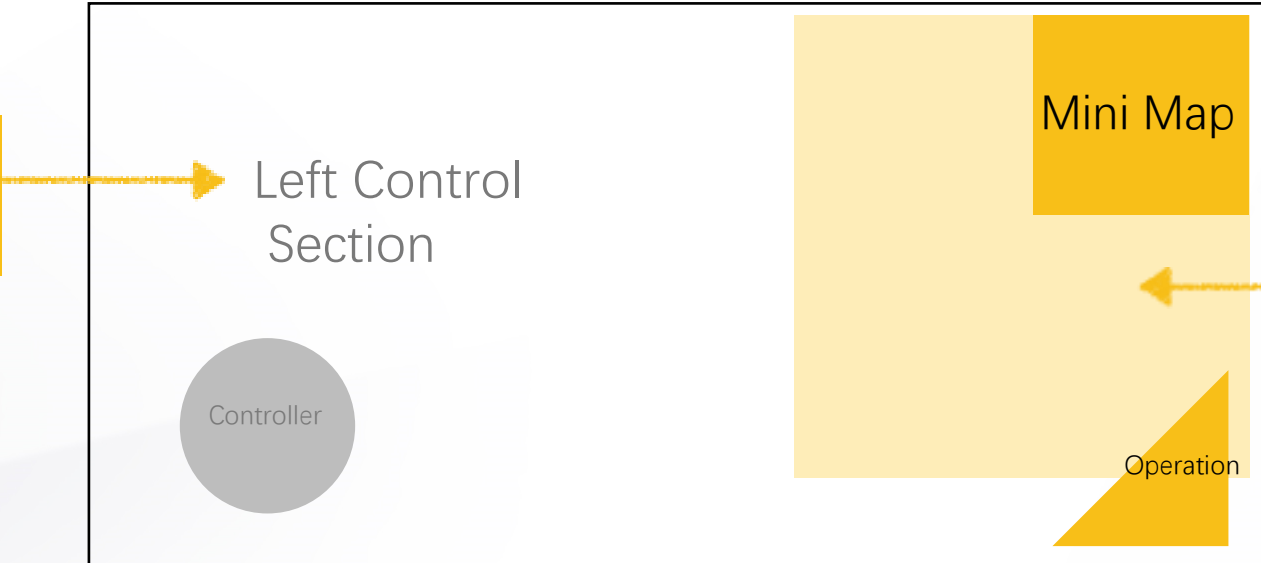 Mini Map
Left Control
Section
Controller
Operation